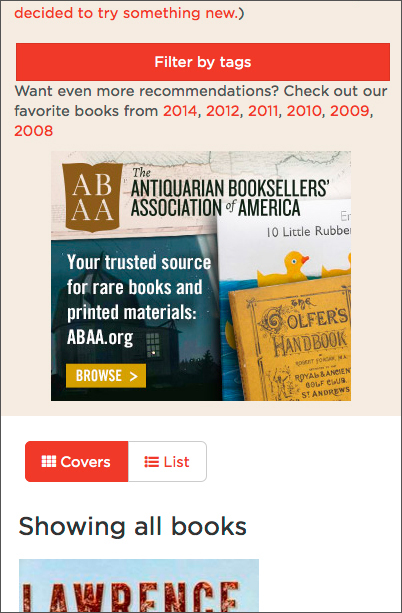 decided to try something new.)
Filter by tags
Want even more recommendations? Check out our
favorite books from 2014, 2012, 2011, 2010, 2009,
2008
AB
AA
The
ANTIQUARIAN BOOKSELLERS'
ASSOCIATION of AMERICA
10 Little Rubbe
Your trusted source
for rare books and
printed materials:
ABAA.org
BROWSE >
THE
GOLFER'S
HANDBOOK
ROYAL & ANCIENT
GOLF CLUB
ST ANDREWS
Covers
List
Showing all books
LAWRENCE